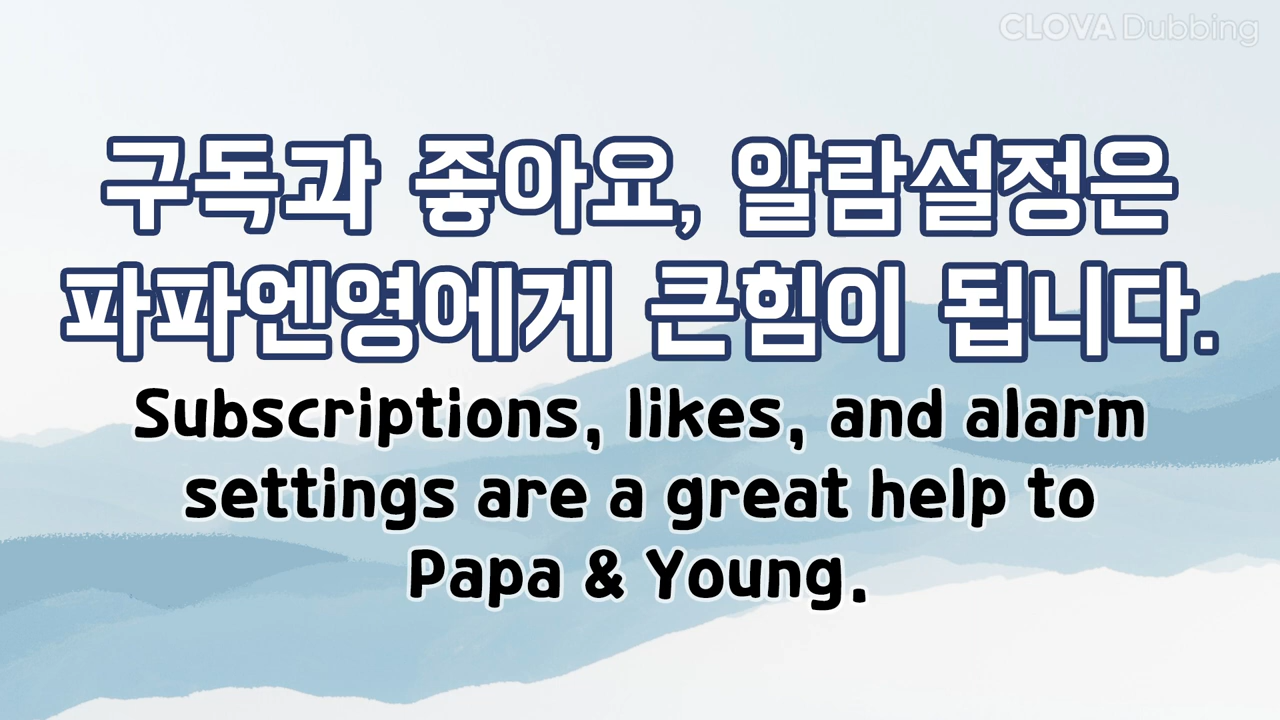 CLOVA Dubbing
구독과 좋아요, 알람설정은
파파엔영에게 큰힘이 됩니다.
Subscriptions, likes, and alarm
settings are a great help to
Papa & Young.